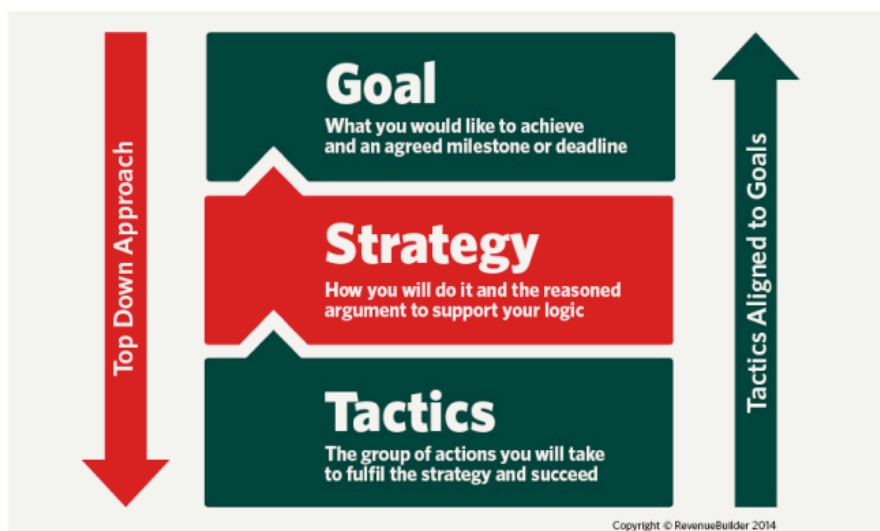 Top Down Approach
Goal
What you would like to achieve
and an agreed milestone or deadline
Strategy
How you will do it and the reasoned
argument to support your logic
Tactics
The group of actions you will take
to fulfil the strategy and succeed
Tactics Aligned to Goals
Copyright © RevenueBuilder 2014